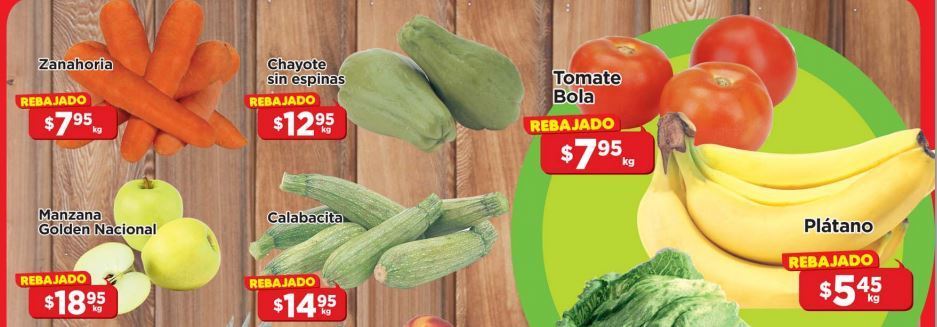 Zanahoria
REBAJADO
$7.95 kg
Chayote
sin espinas
REBAJADO
$12.95 kg
Tomate
Bola
REBAJADO
$7.95 kg
Manzana
Golden Nacional
REBAJADO
$18.95 kg
Calabacita
REBAJADO
$14.95 kg
Plátano
REBAJADO
$5.45 kg